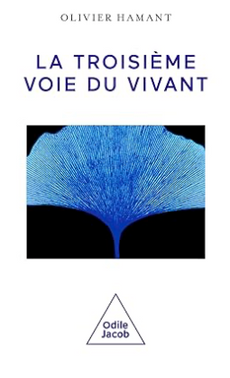 OLIVIER HAMANT
LA TROISIÈME
VOIE DU VIVANT
Odile
Jacob